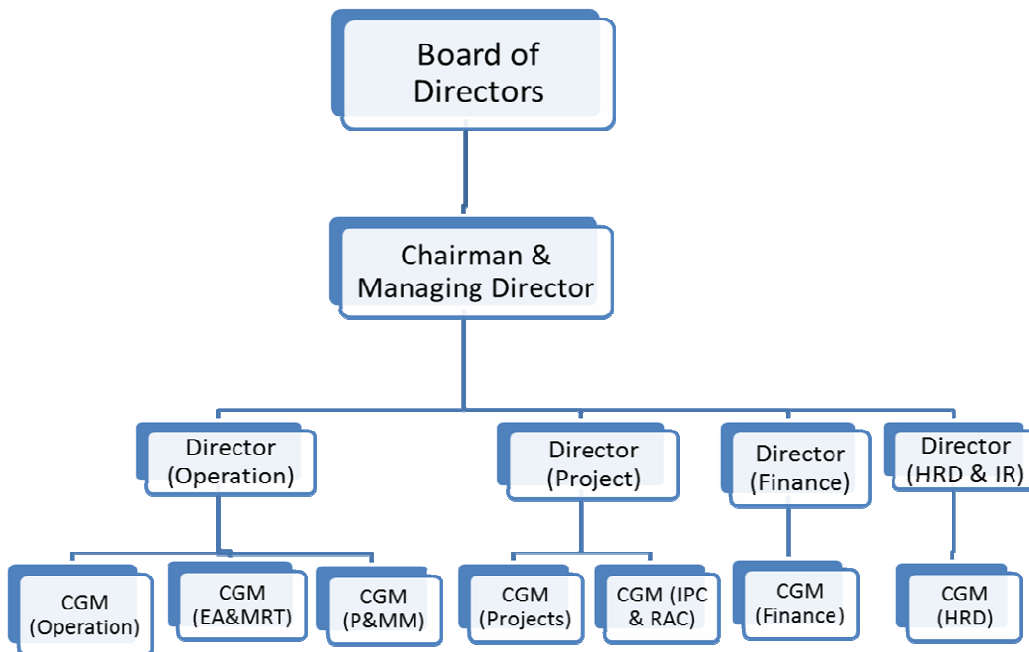 Board of
Directors
Chairman &
Managing Director
Director
(Operation)
Director
(Project)
Director
(Finance)
Director
(HRD & IR)
CGM
(Operation)
CGM
(EA&MRT)
CGM
(P&MM)
CGM
(Projects)
CGM (IPC
& RAC)
CGM
(Finance)
CGM
(HRD)